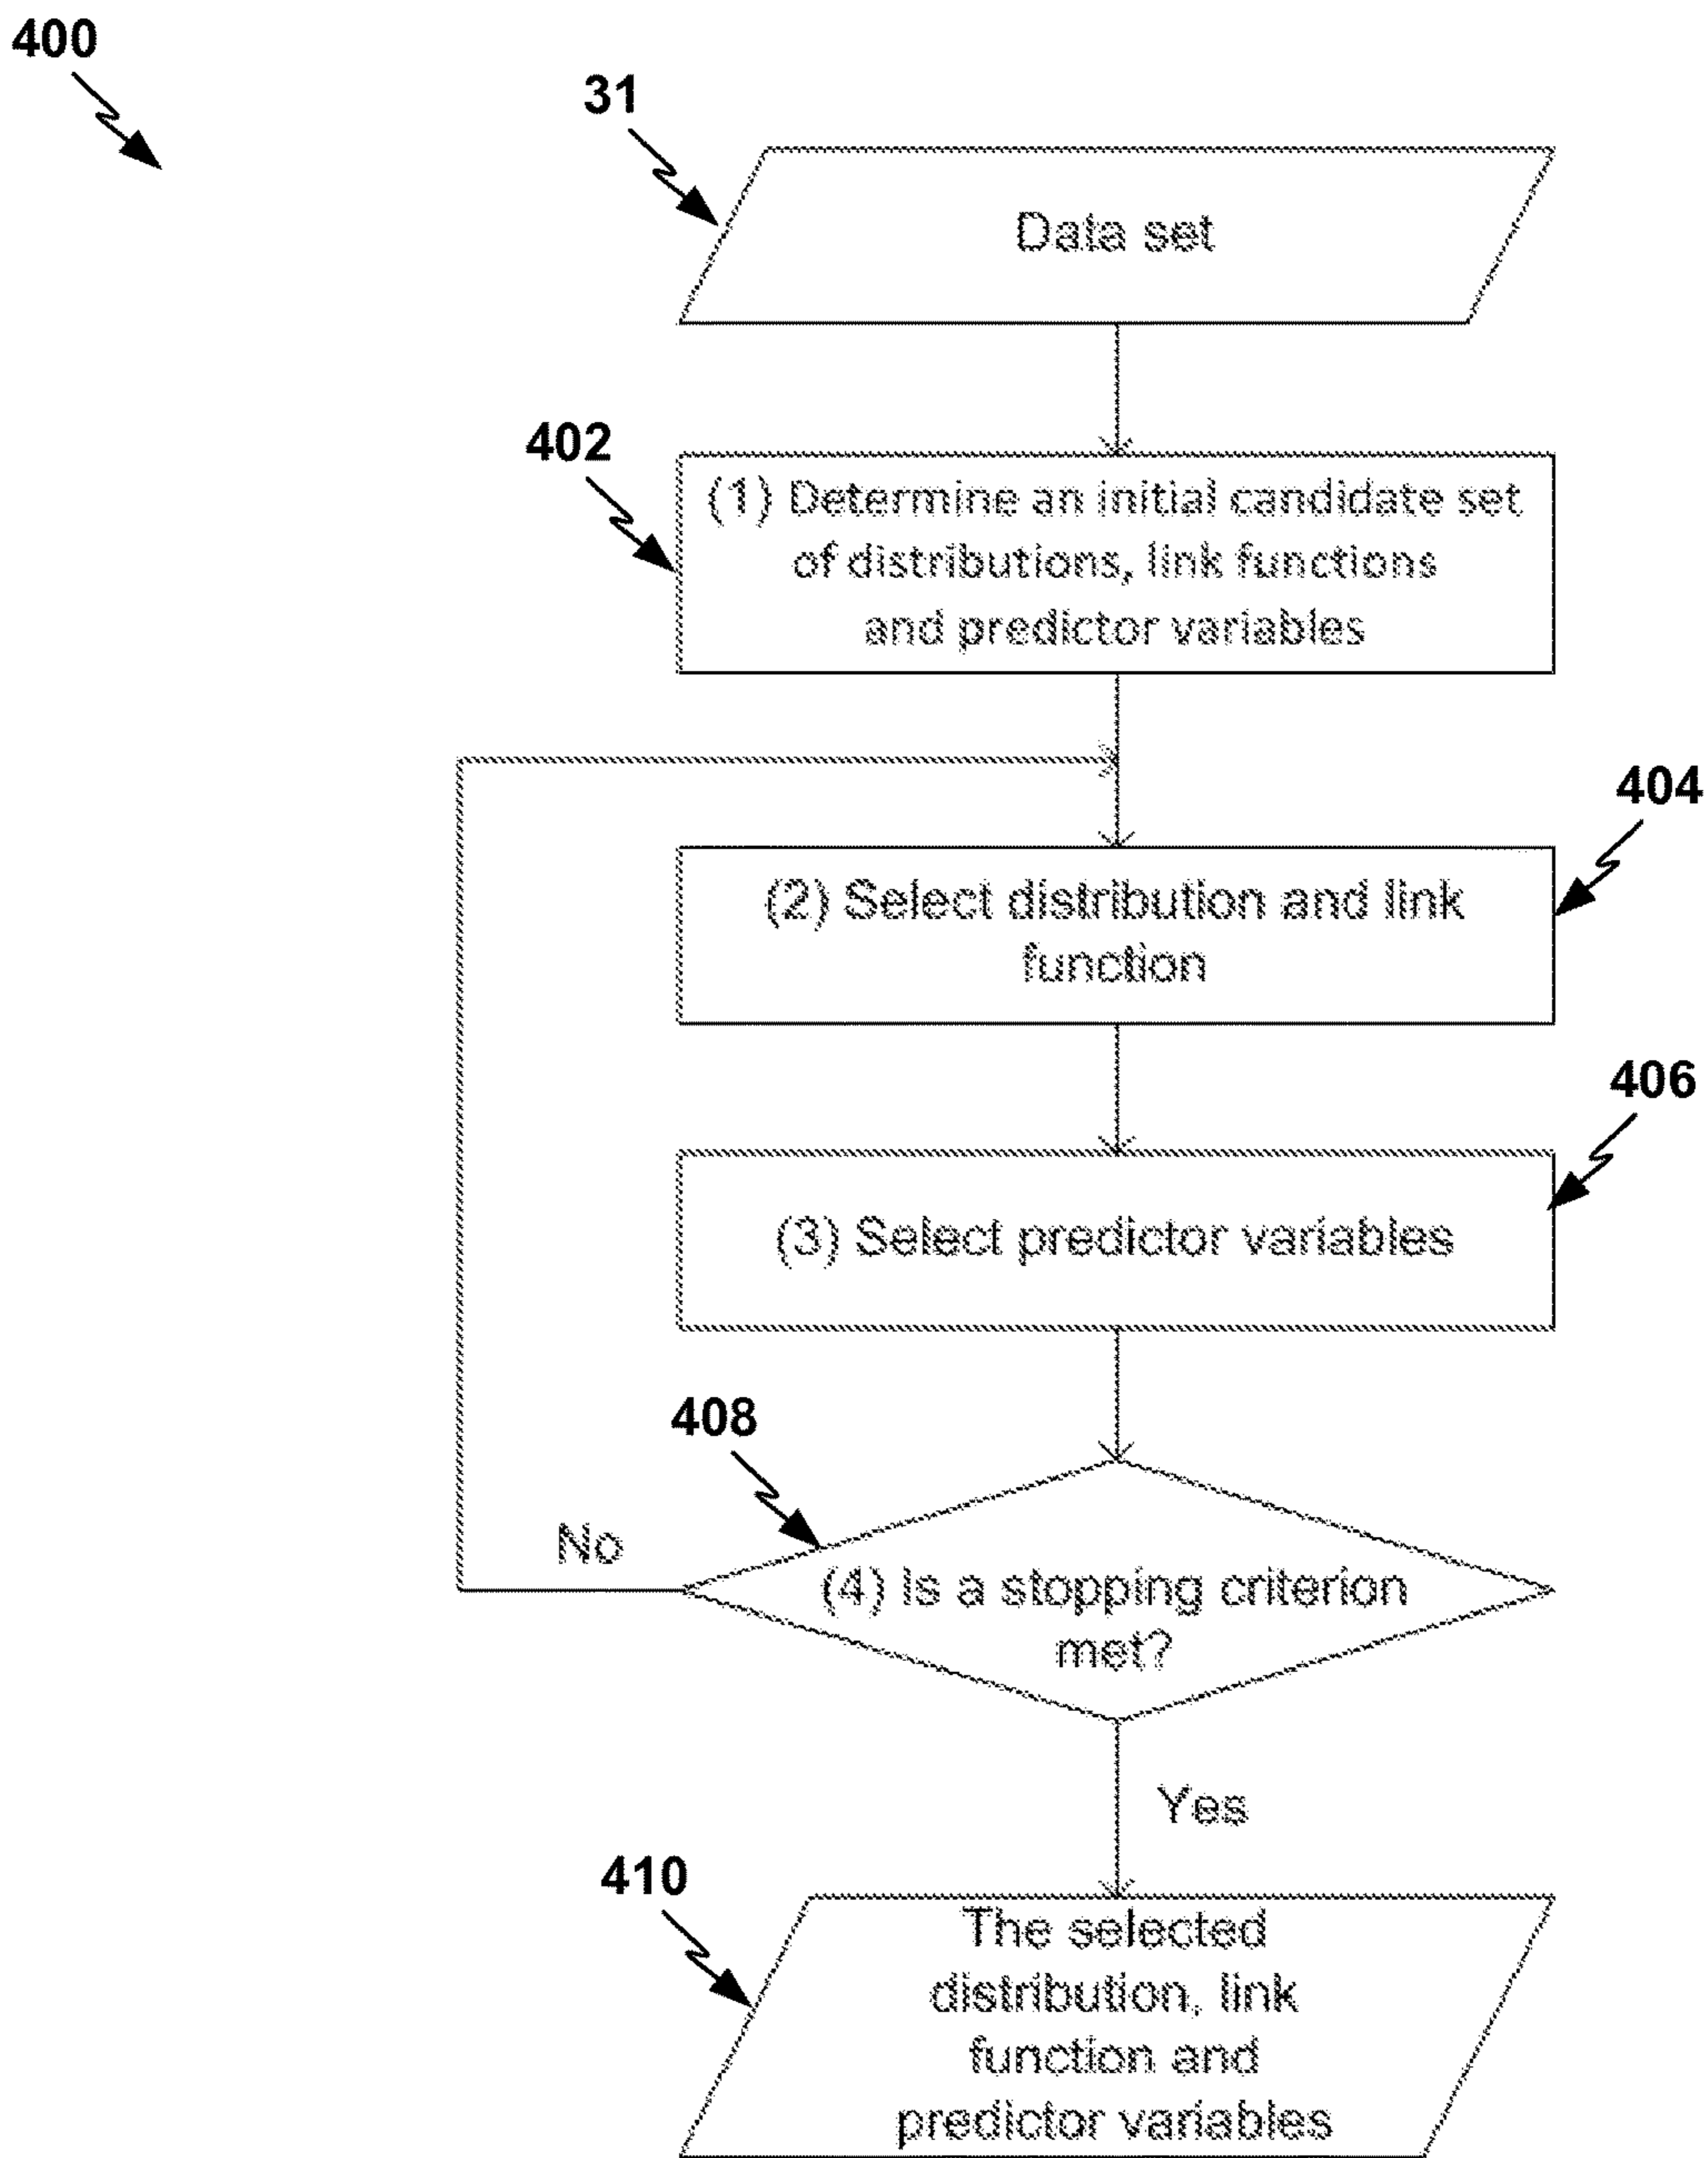 400
31
Data set
402
(1) Determine an initial candidate set
of distributions, link functions
and predictor variables
404
(2) Select distribution and link
function
406
(3) Select predictor variables
408
No
(4) Is a stopping criterion
met?
Yes
410
The selected
distribution, link
function and
predictor variables